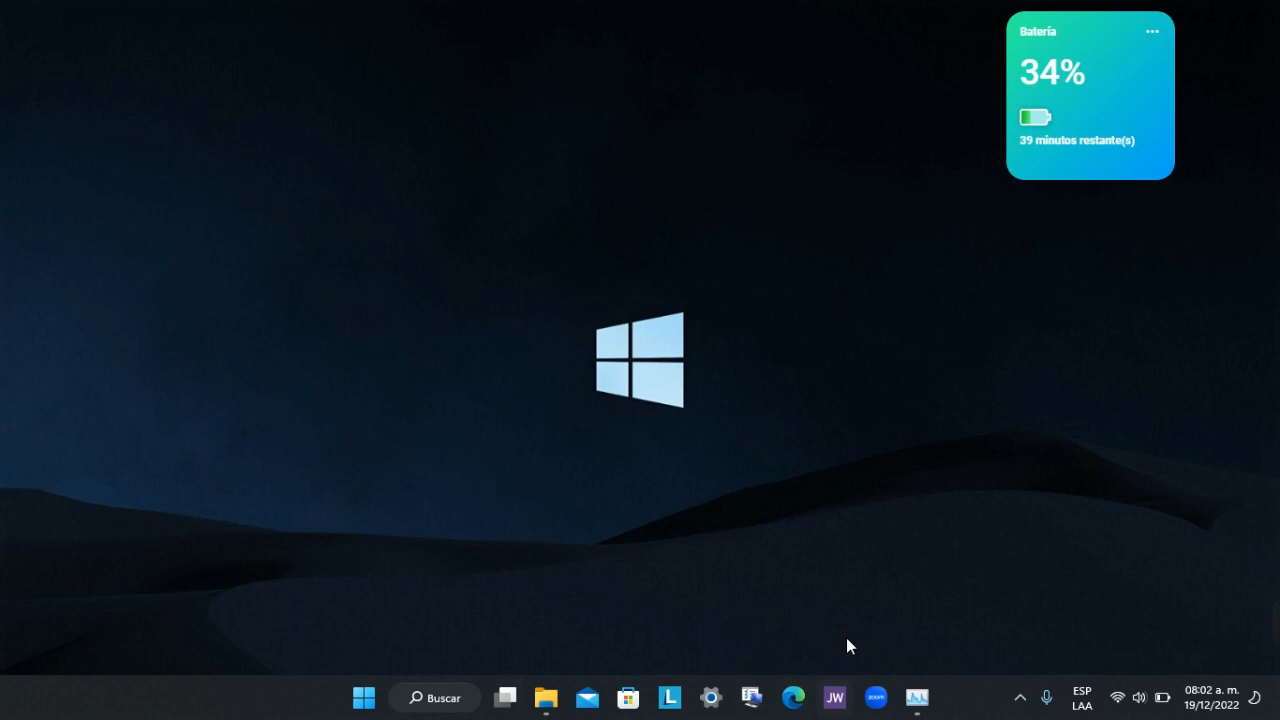 Batería
34%
39 minutos restante(s)
Buscar
L
JW
zoom
ESP
LAA
08:02 a. m.
19/12/2022